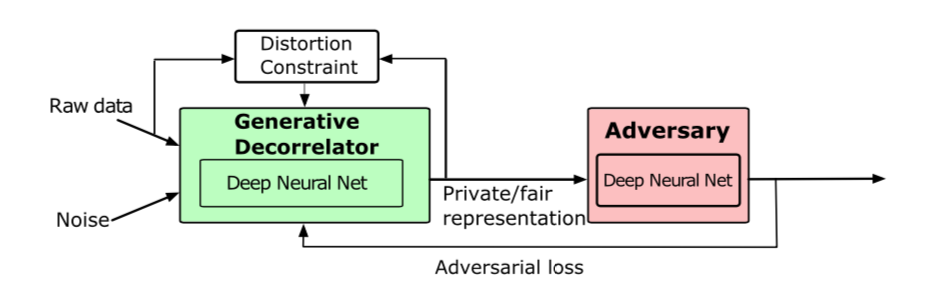 Distortion
Constraint
Raw data
Generative
Decorrelator
Deep Neural Net
Noise
Private/fair
representation
Adversary
Deep Neural Net
Adversarial loss